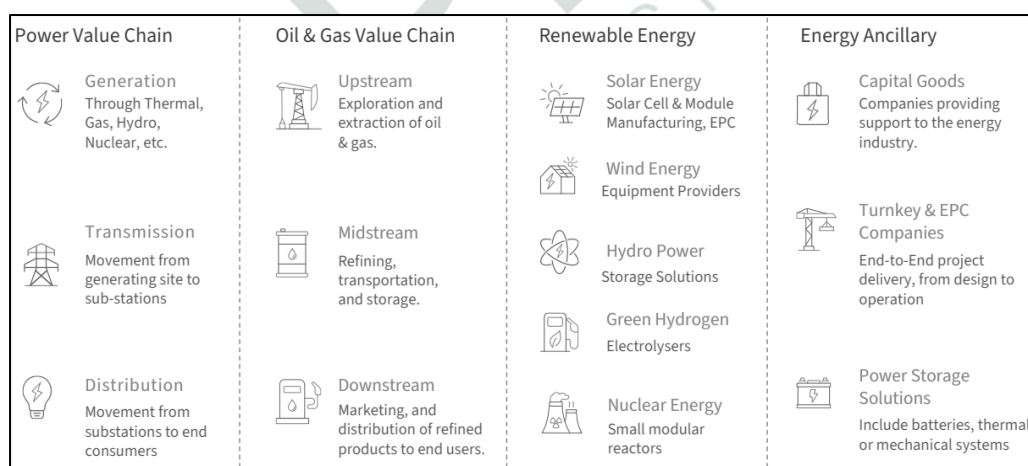 Power Value Chain
Generation
Through Thermal,
Gas, Hydro,
Nuclear, etc.
Transmission
Movement from
generating site to
sub-stations
Distribution
Movement from
substations to end
consumers
Oil & Gas Value Chain
Upstream
Exploration and
extraction of oil
& gas.
Midstream
Refining,
transportation,
and storage.
Downstream
Marketing, and
distribution of refined
products to end users.
Renewable Energy
Solar Energy
Solar Cell & Module
Manufacturing, EPC
Wind Energy
Equipment Providers
Hydro Power
Storage Solutions
Green Hydrogen
Electrolysers
Nuclear Energy
Small modular
reactors
Energy Ancillary
Capital Goods
Companies providing
support to the energy
industry.
Turnkey & EPC
Companies
End-to-End project
delivery, from design to
operation
Power Storage
Solutions
Include batteries, thermal
or mechanical systems